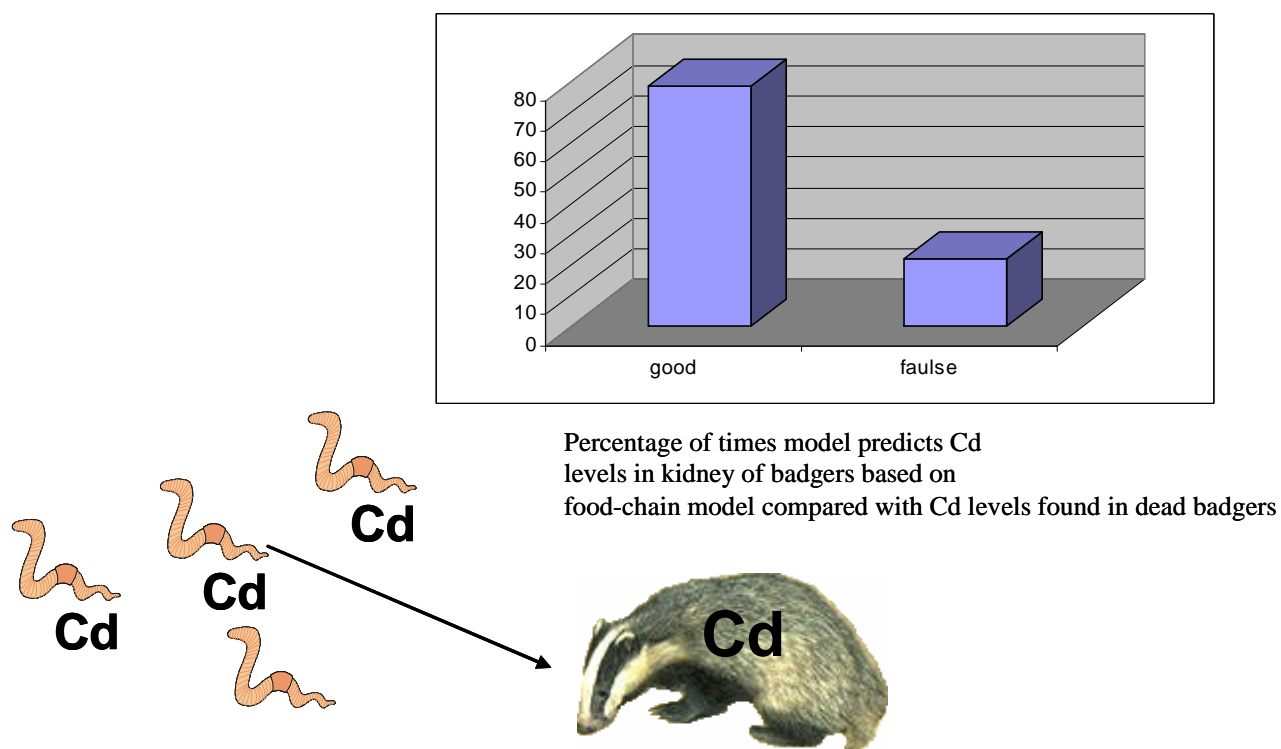 80
70
60
50
40
30
20
10
0
good faulse
Percentage of times model predicts Cd
levels in kidney of badgers based on
food-chain model compared with Cd levels found in dead badgers
Cd
Cd
Cd
Cd